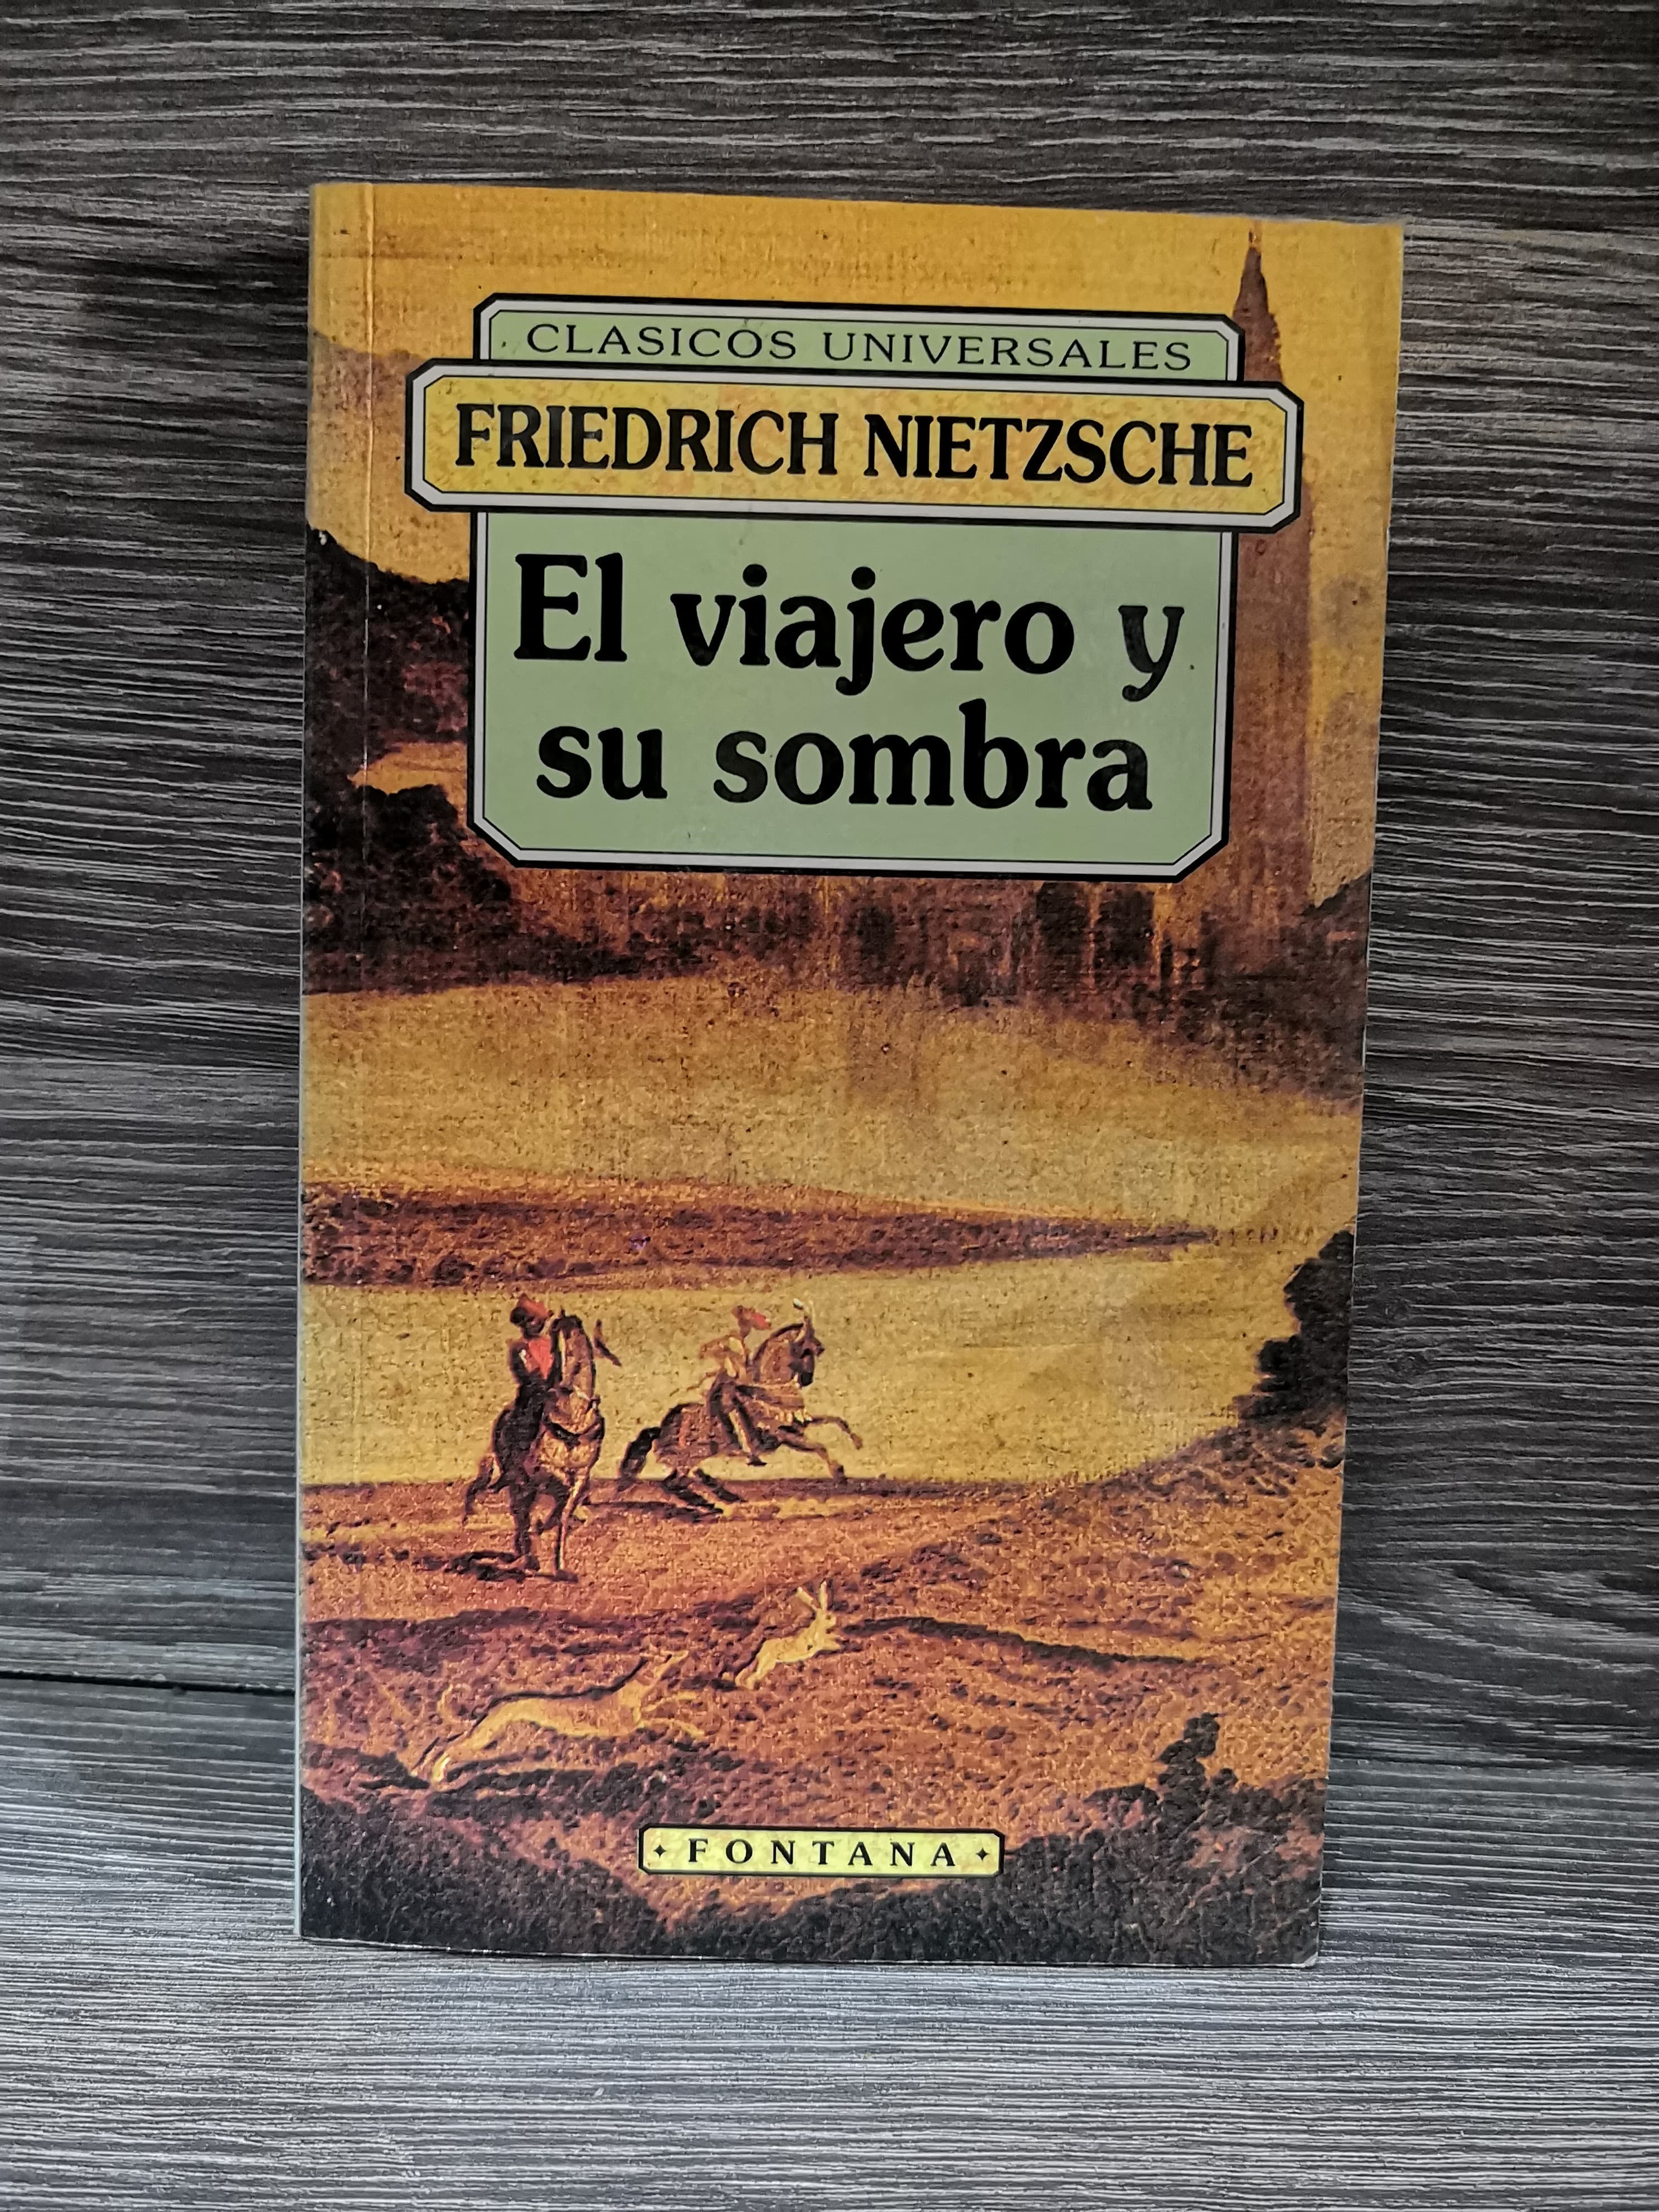 CLASICOS UNIVERSALES
FRIEDRICH NIETZSCHE
El viajero y
su sombra
FONTANA